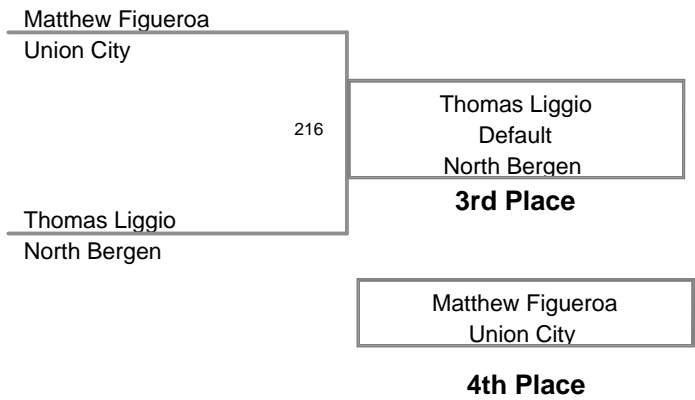 Matthew Figueroa
Union City
216
Thomas Liggio
Default
North Bergen
3rd Place
Thomas Liggio
North Bergen
Matthew Figueroa
Union City
4th Place